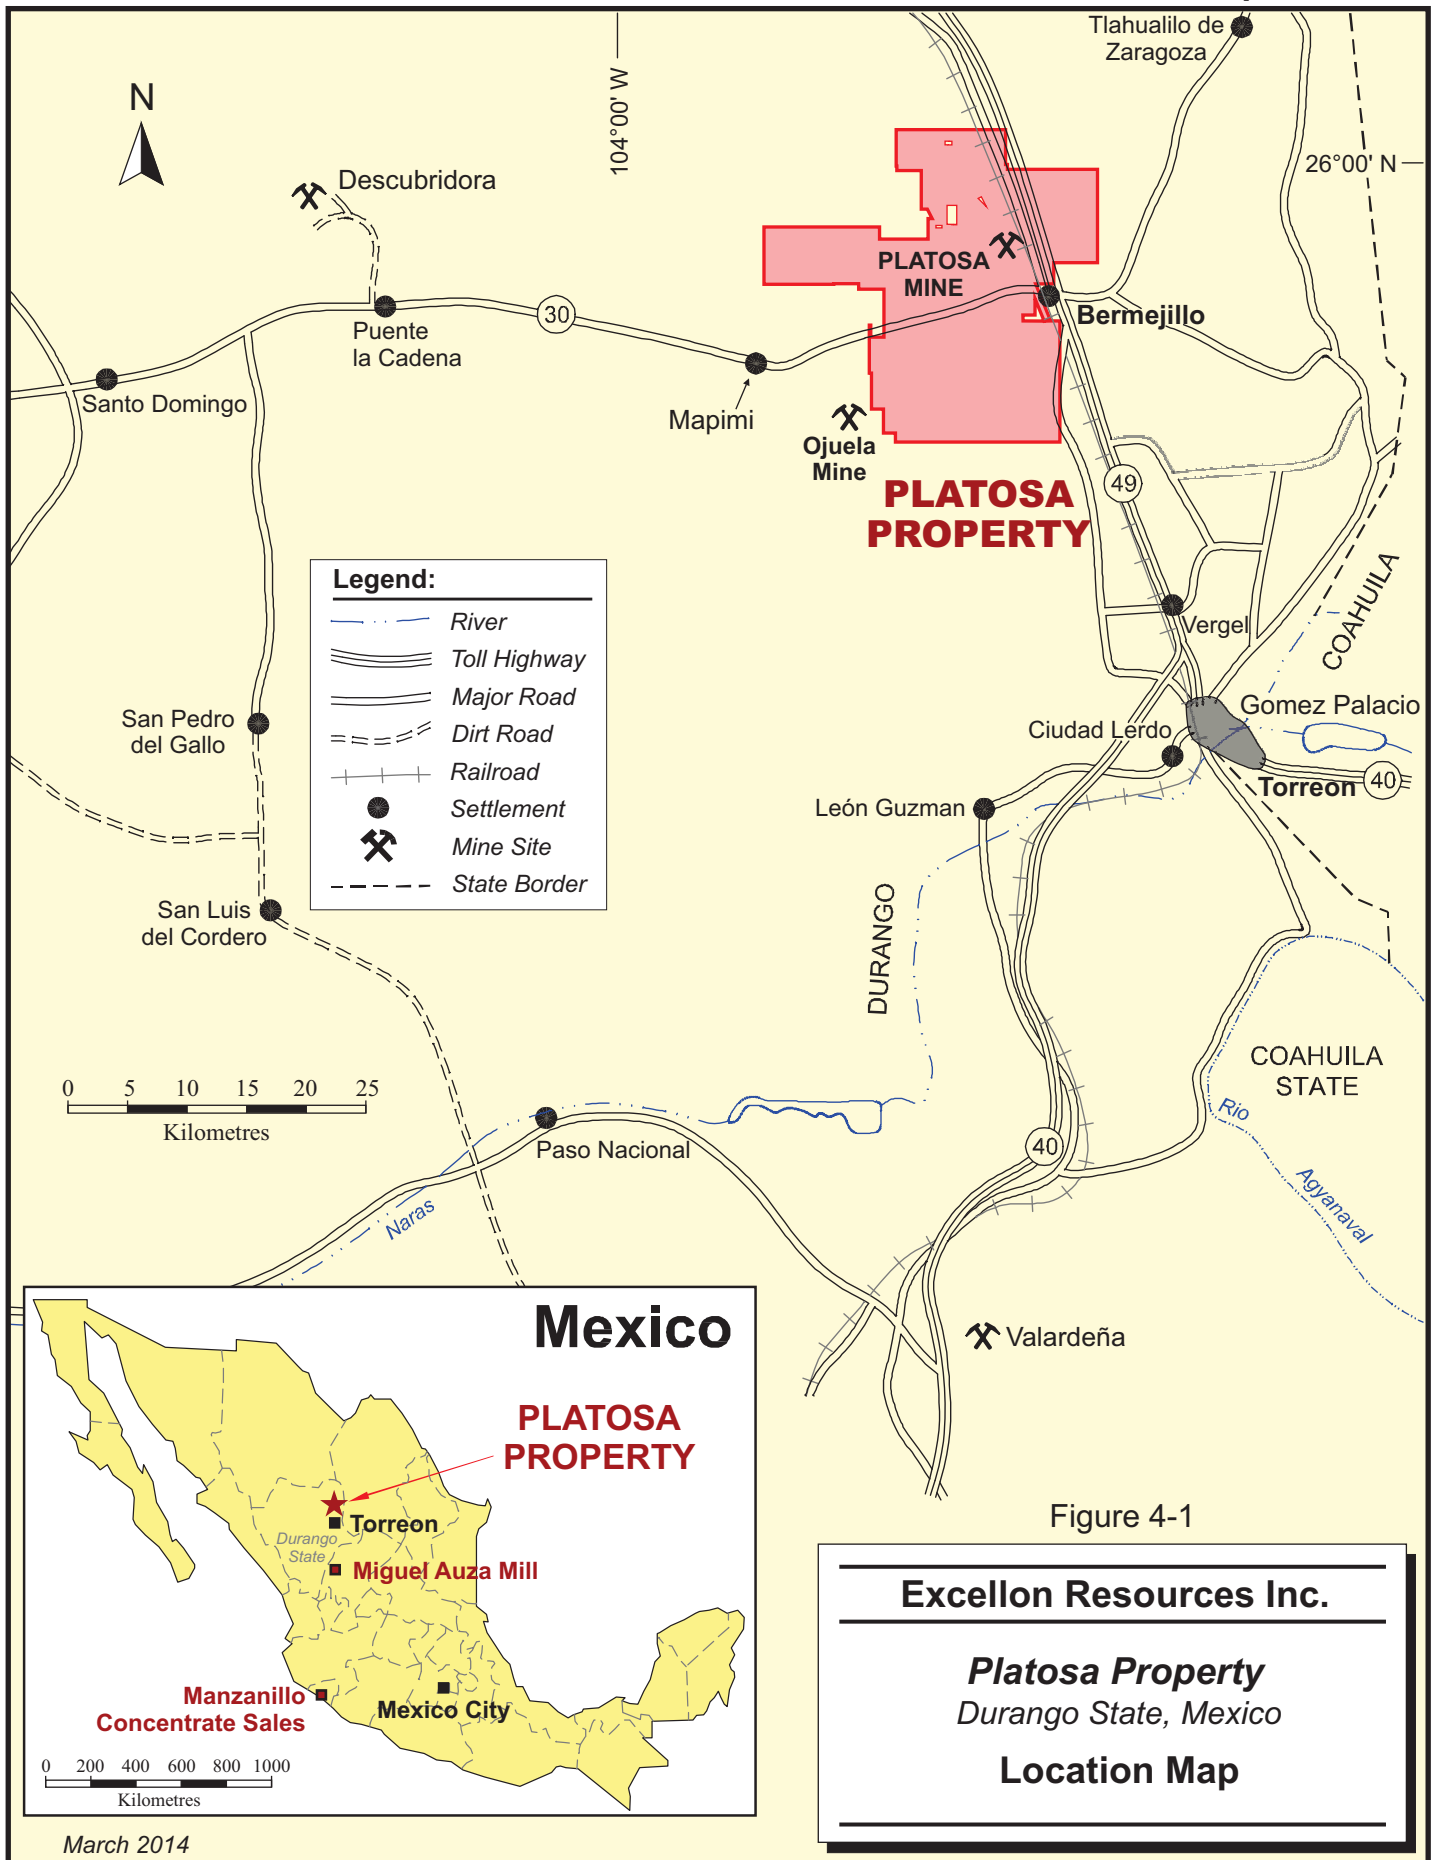 Tlahualilo de
Zaragoza
N
104°00' W
26°00' N
Descubridora
PLATOSA
MINE
30
Bermejillo
Puente
la Cadena
Santo Domingo
Mapimi
Ojuela
Mine
PLATOSA
PROPERTY
49
Legend:
River
Toll Highway
Major Road
Dirt Road
Railroad
Settlement
Mine Site
State Border
COAHUILA
Vergel
San Pedro
del Gallo
Gomez Palacio
Ciudad Lerdo
Torreon
40
León Guzman
San Luis
del Cordero
DURANGO
COAHUILA
STATE
0 5 10 15 20 25
Kilometres
Rio
Agyanaval
40
Paso Nacional
Naras
Valardeña
Mexico
PLATOSA
PROPERTY
Torreon
Durango
State
Miguel Auza Mill
Manzanillo
Concentrate Sales
Mexico City
0 200 400 600 800 1000
Kilometres
March 2014
Figure 4-1
Excellon Resources Inc.
Platosa Property
Durango State, Mexico
Location Map